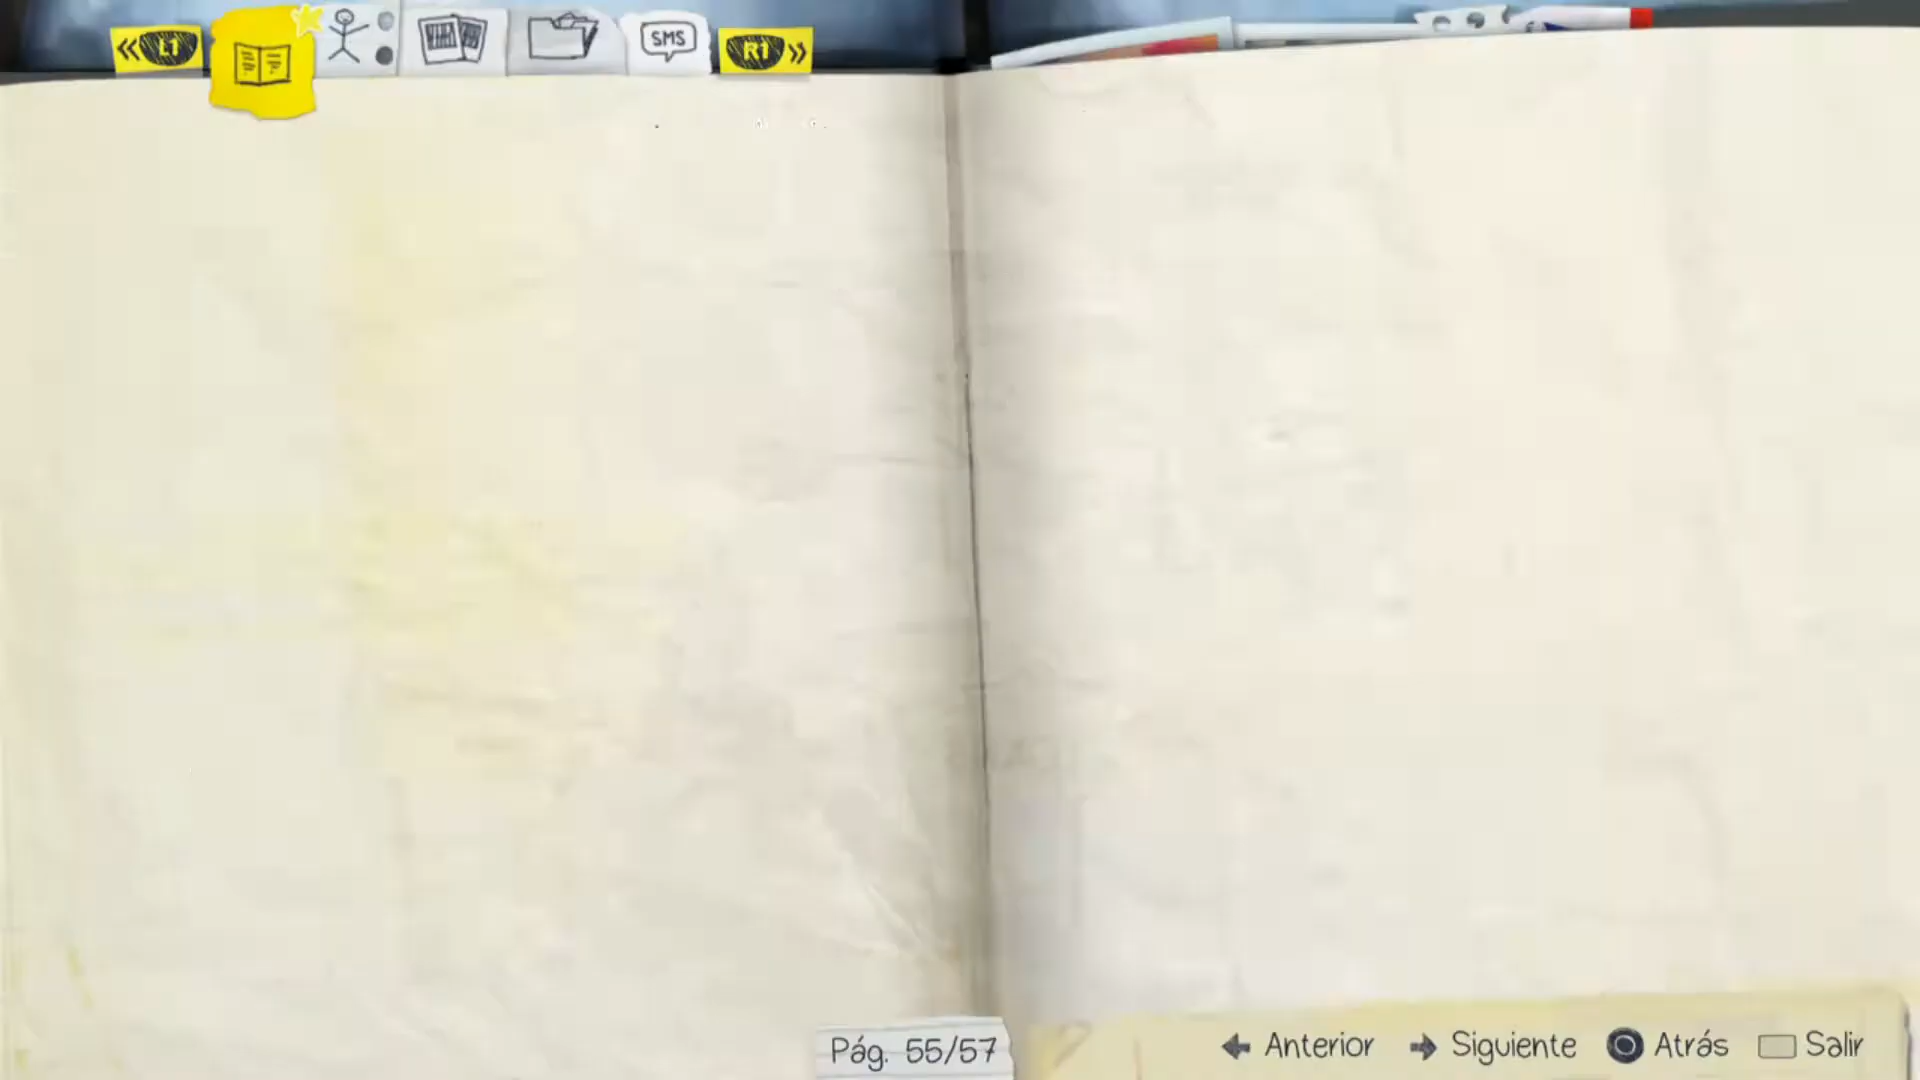 L1
SMS
R1
Pág. 55/57
Anterior
Siguiente
Atrás
Salir